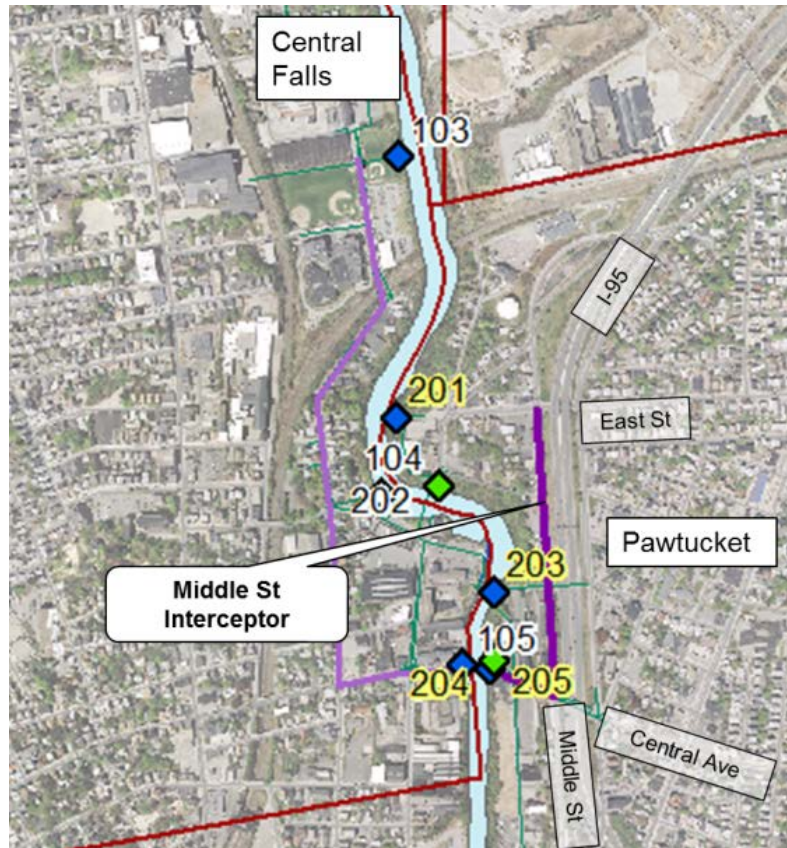 Central
Falls
103
I-95
201
East St
104
202
Pawtucket
Middle St
Interceptor
203
105
204
205
Middle St
Central Ave